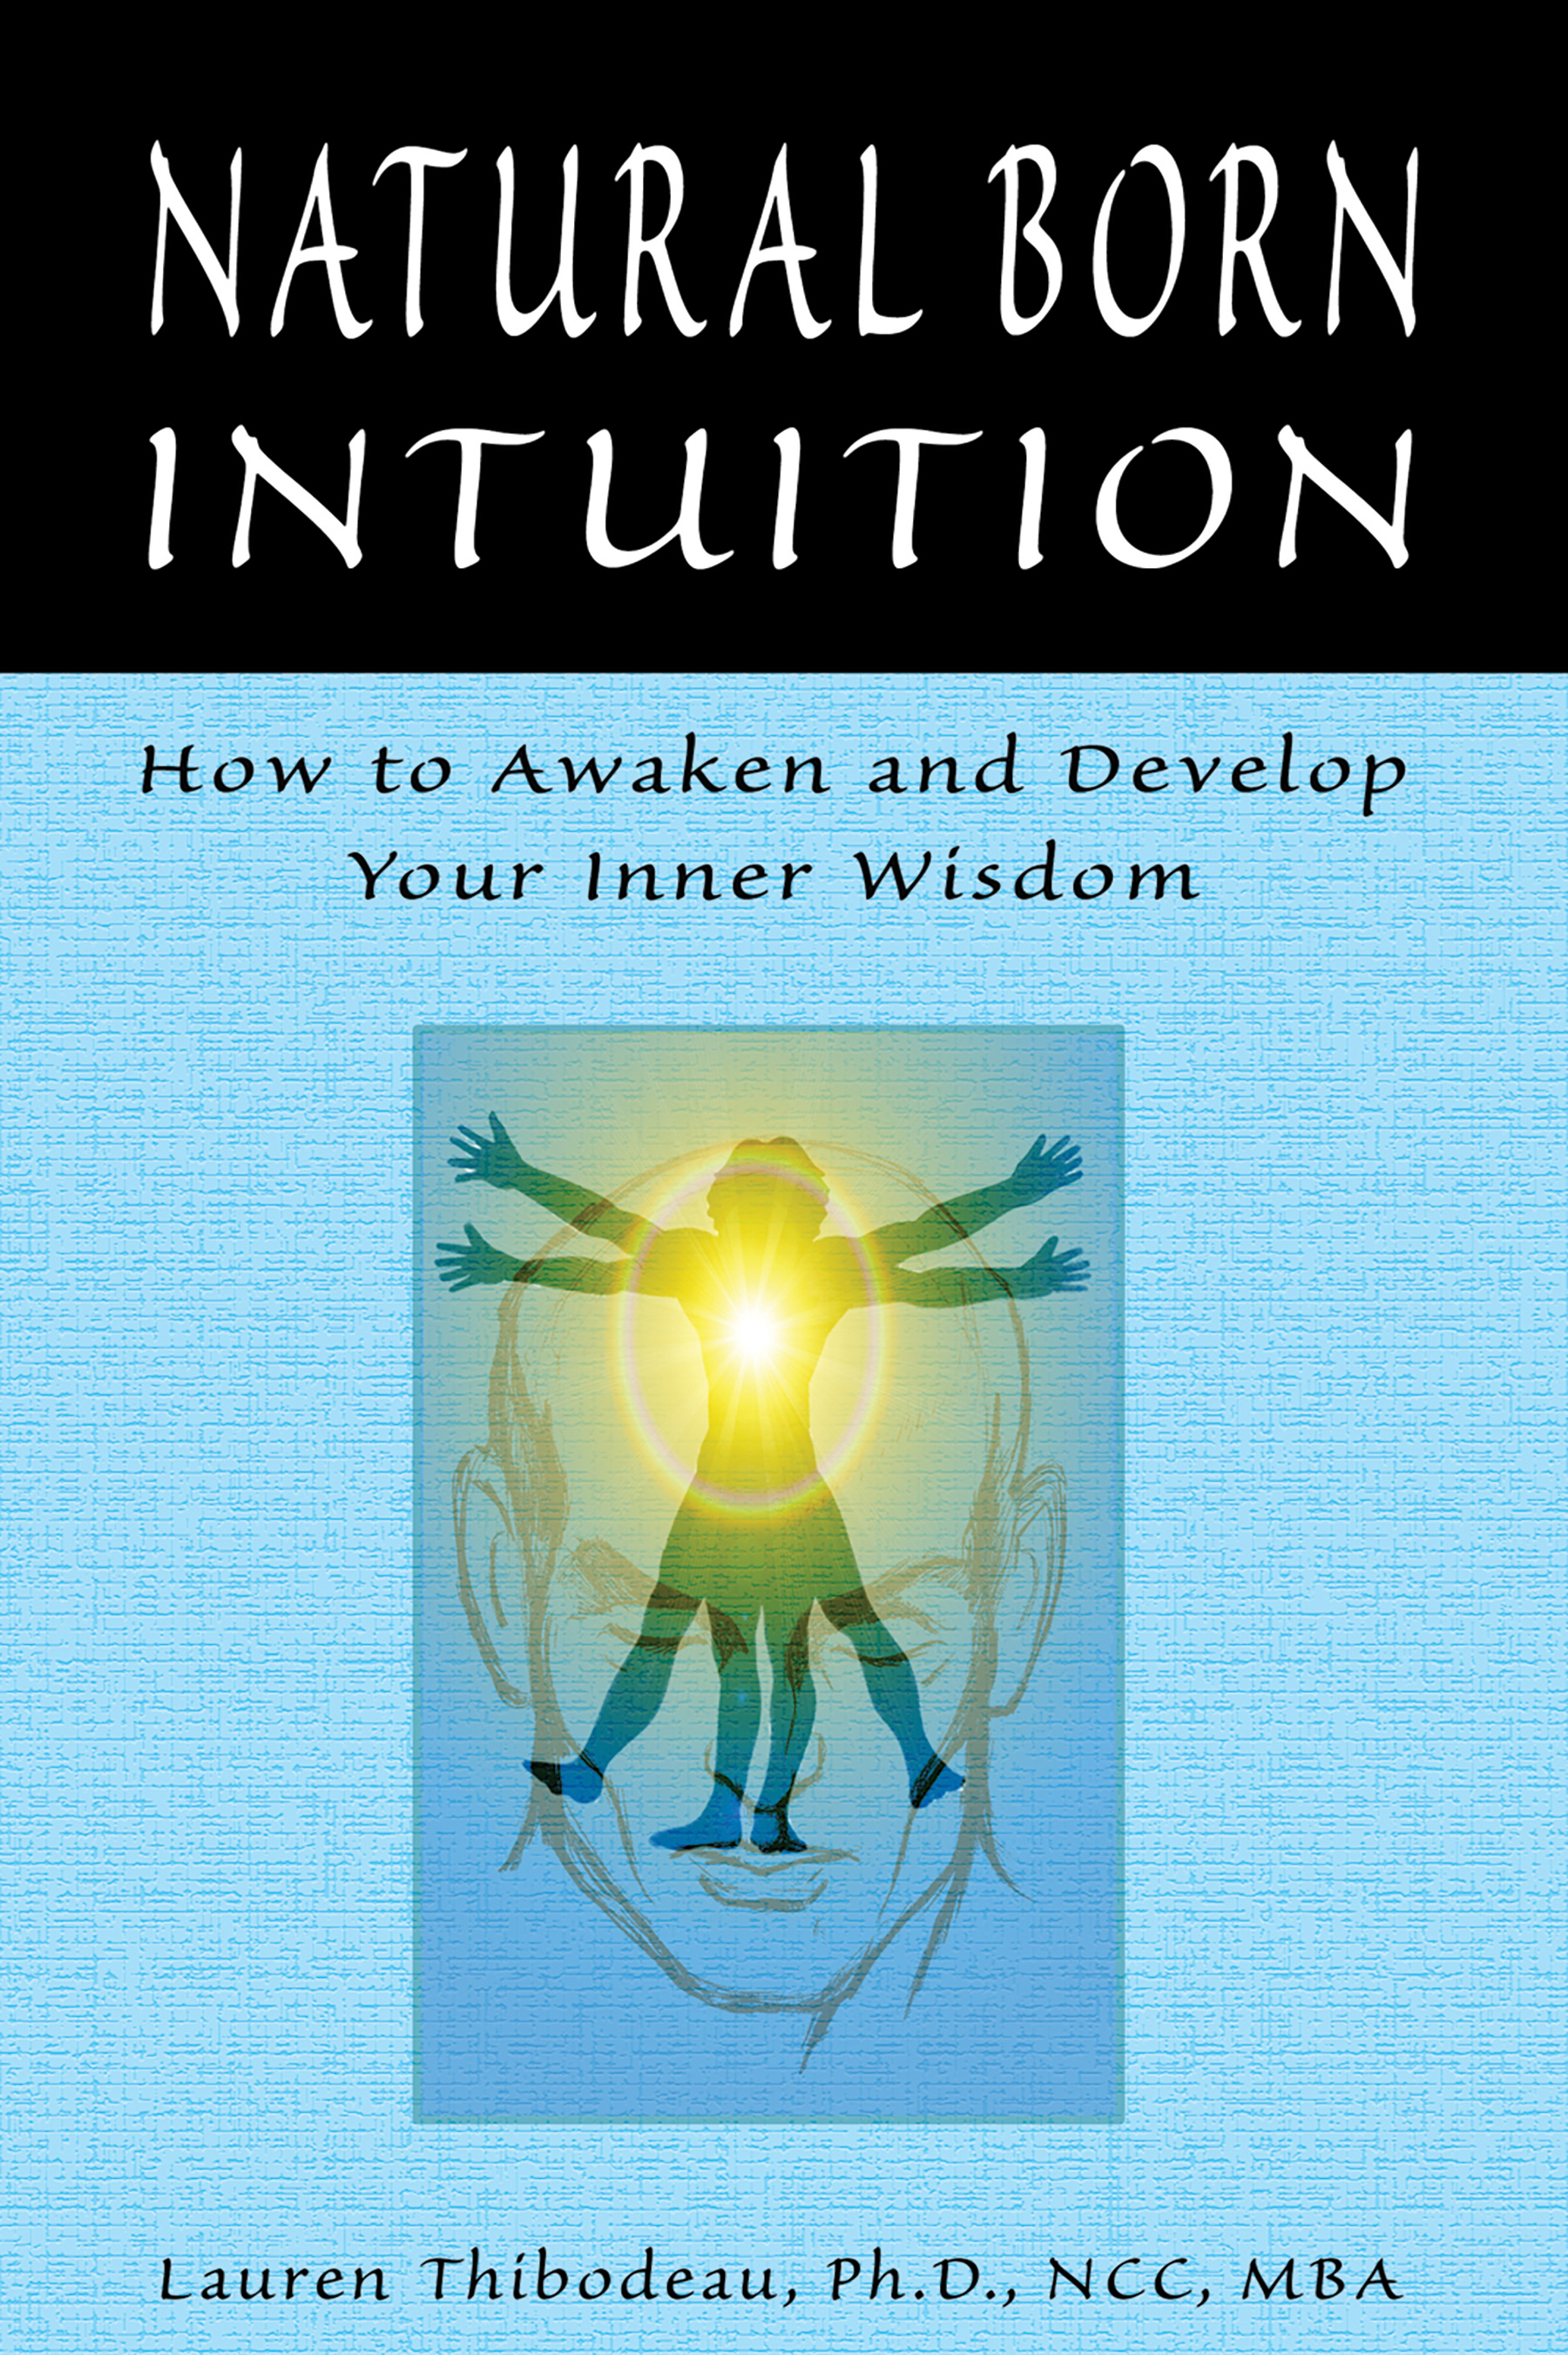 NATURAL BORN
INTUITION
How to Awaken and Develop
Your Inner Wisdom
Lauren Thibodeau, Ph.D., NCC, MBA